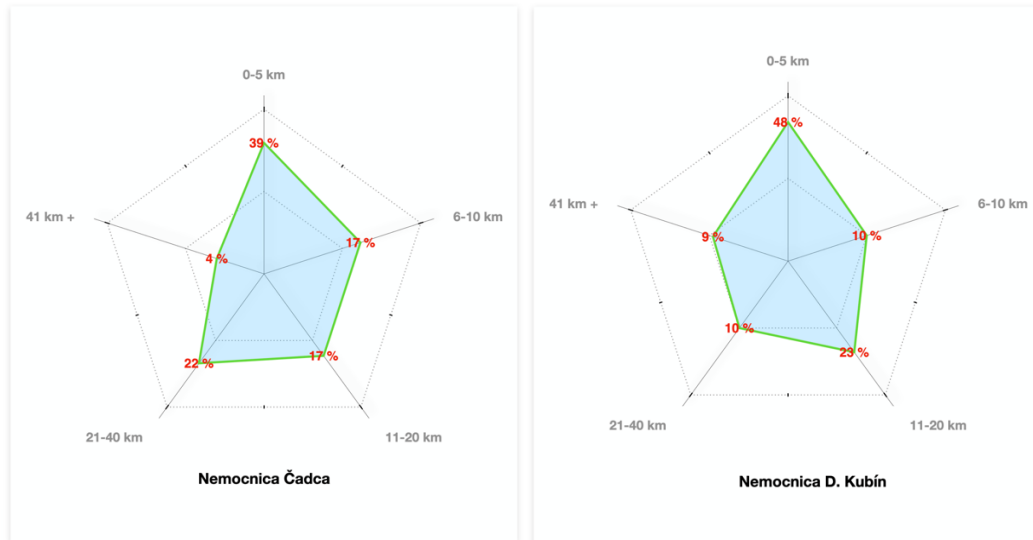 0-5 km
39 %
6-10 km
17 %
11-20 km
17 %
21-40 km
22 %
41 km +
4 %
Nemocnica Čadca
0-5 km
48 %
6-10 km
10 %
11-20 km
23 %
21-40 km
10 %
41 km +
9 %
Nemocnica D. Kubín